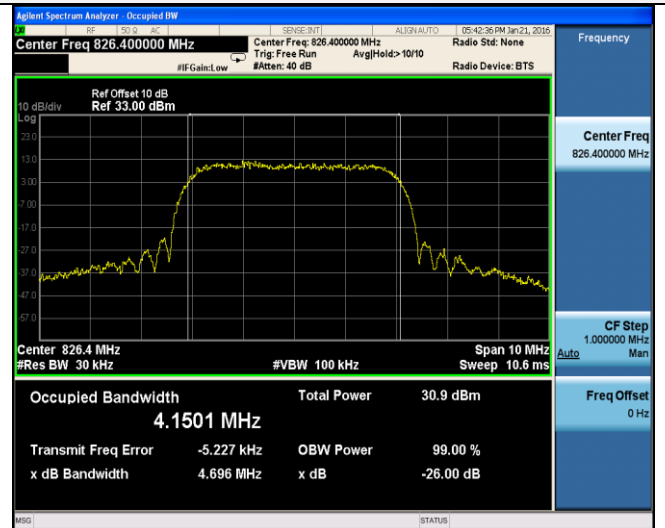 Agilent Spectrum Analyzer - Occupied BW
RF 50 Ω AC SENSE:INT ALIGN AUTO 05:42:36 PM Jan 21, 2016
Center Freq 826.400000 MHz
Center Freq: 826.400000 MHz Radio Std: None
Trig: Free Run Avg|Hold:> 10/10
#IFGain:Low #Atten: 40 dB Radio Device: BTS
Frequency
Ref Offset 10 dB
10 dB/div Ref 33.00 dBm
Log
23.0
13.0
3.00
-7.00
-17.0
-27.0
-37.0
-47.0
-57.0
Center 826.4 MHz Span 10 MHz
#Res BW 30 kHz #VBW 100 kHz Sweep 10.6 ms
Occupied Bandwidth Total Power 30.9 dBm
4.1501 MHz
Transmit Freq Error -5.227 kHz OBW Power 99.00 %
x dB Bandwidth 4.696 MHz x dB -26.00 dB
Center Freq
826.400000 MHz
CF Step
1.000000 MHz
Auto Man
Freq Offset
0 Hz
MSG STATUS